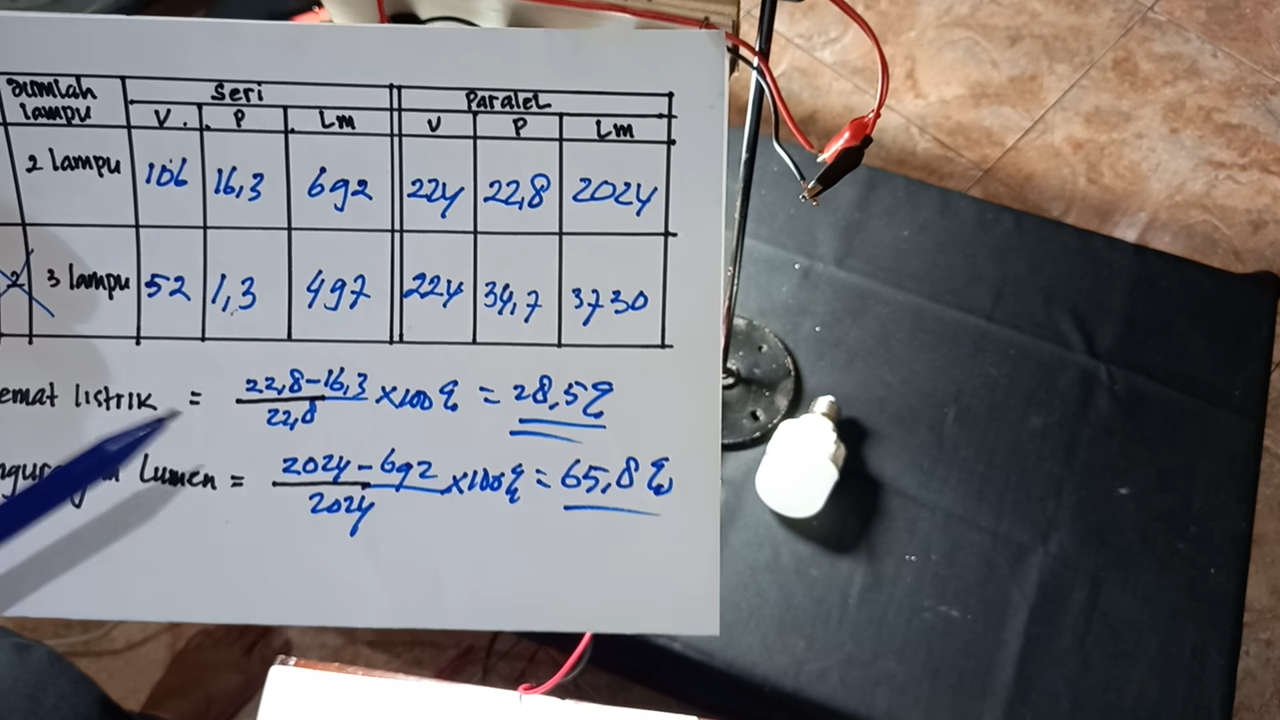 Jumlah lampu Seri Paralel
V. P Lm V P Lm
2 lampu 106 16,3 692 224 22,8 2024
2 3 lampu 52 1,3 497 224 34,7 3730
emat listrik = 22,8-16,3 / 22,8 ×100% = 28,5%
Lumen = 2024-692 / 2024 ×100% = 65,8%